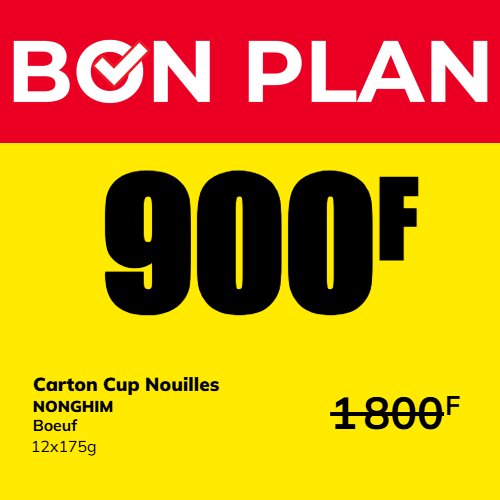 BON PLAN
900F
Carton Cup Nouilles
NONGHIM
Boeuf
12x175g
1 800F